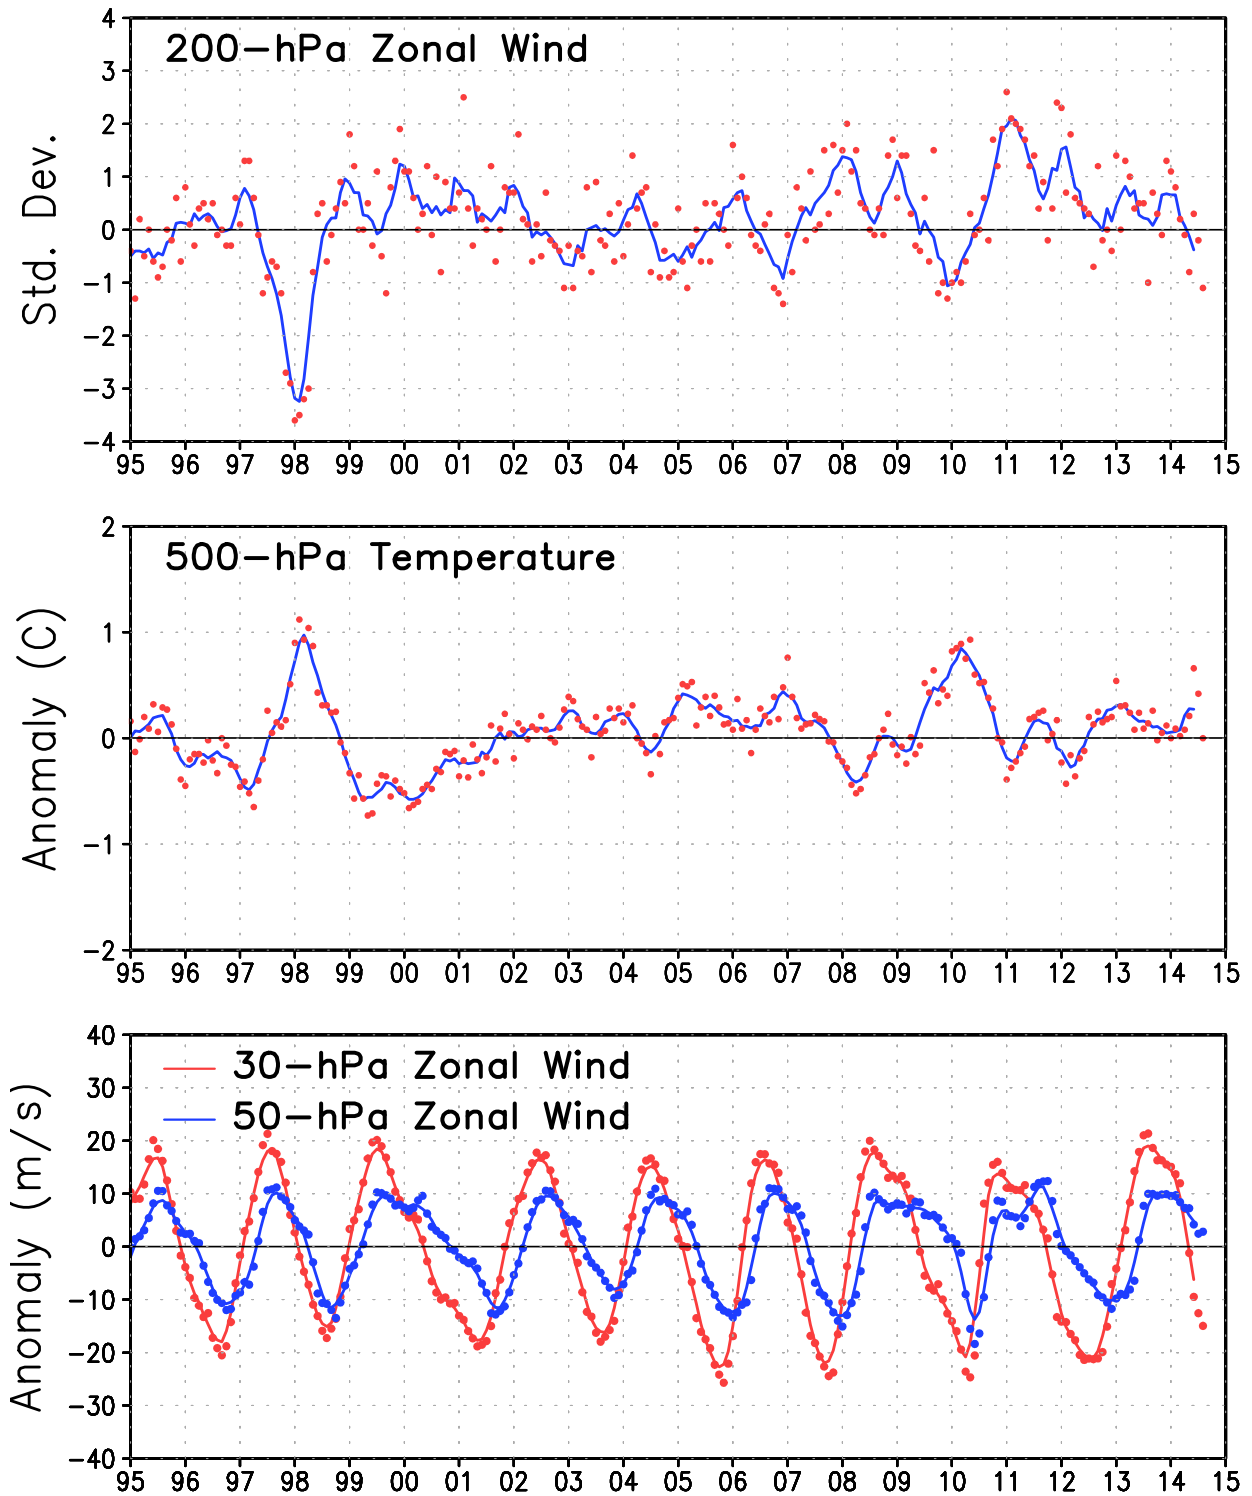 200-hPa Zonal Wind
Std. Dev.
4
3
2
1
0
-1
-2
-3
-4
95 96 97 98 99 00 01 02 03 04 05 06 07 08 09 10 11 12 13 14 15
500-hPa Temperature
Anomaly (C)
2
1
0
-1
-2
95 96 97 98 99 00 01 02 03 04 05 06 07 08 09 10 11 12 13 14 15
30-hPa Zonal Wind
50-hPa Zonal Wind
Anomaly (m/s)
40
30
20
10
0
-10
-20
-30
-40
95 96 97 98 99 00 01 02 03 04 05 06 07 08 09 10 11 12 13 14 15